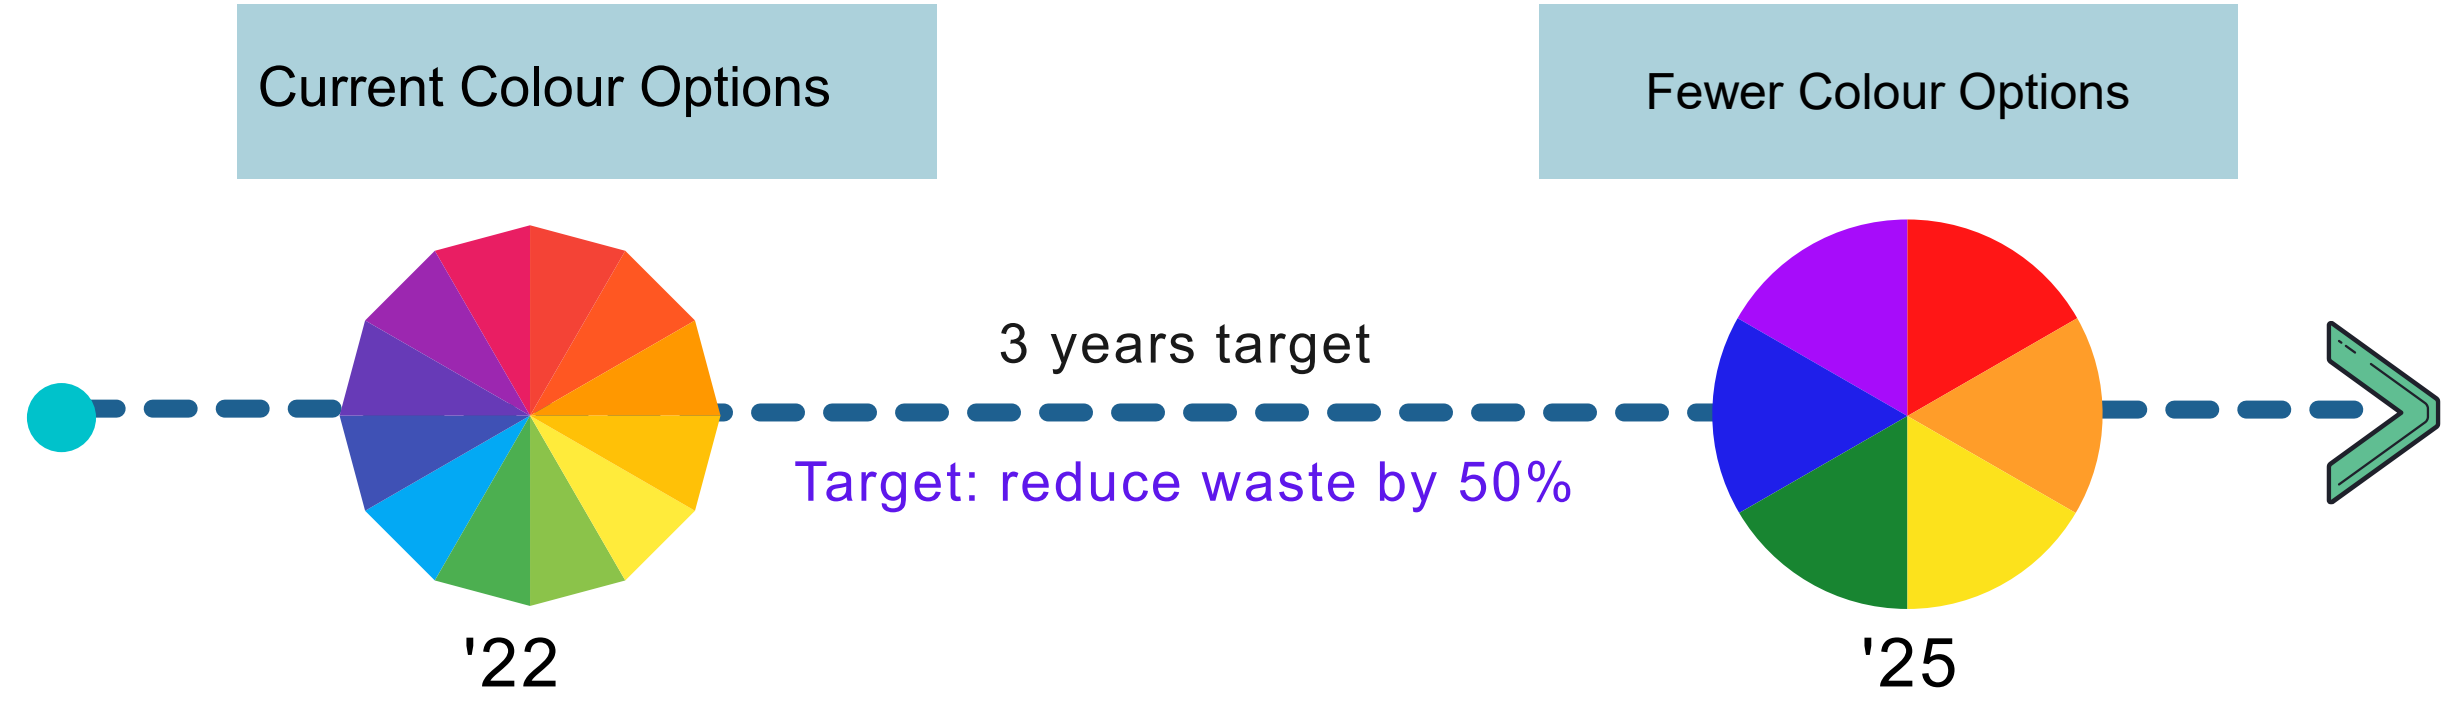 Current Colour Options
Fewer Colour Options
3 years target
Target: reduce waste by 50%
'22
'25